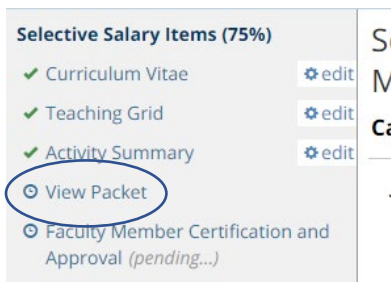 Selective Salary Items (75%)
Curriculum Vitae edit
Teaching Grid edit
Activity Summary edit
View Packet
Faculty Member Certification and
Approval (pending...)